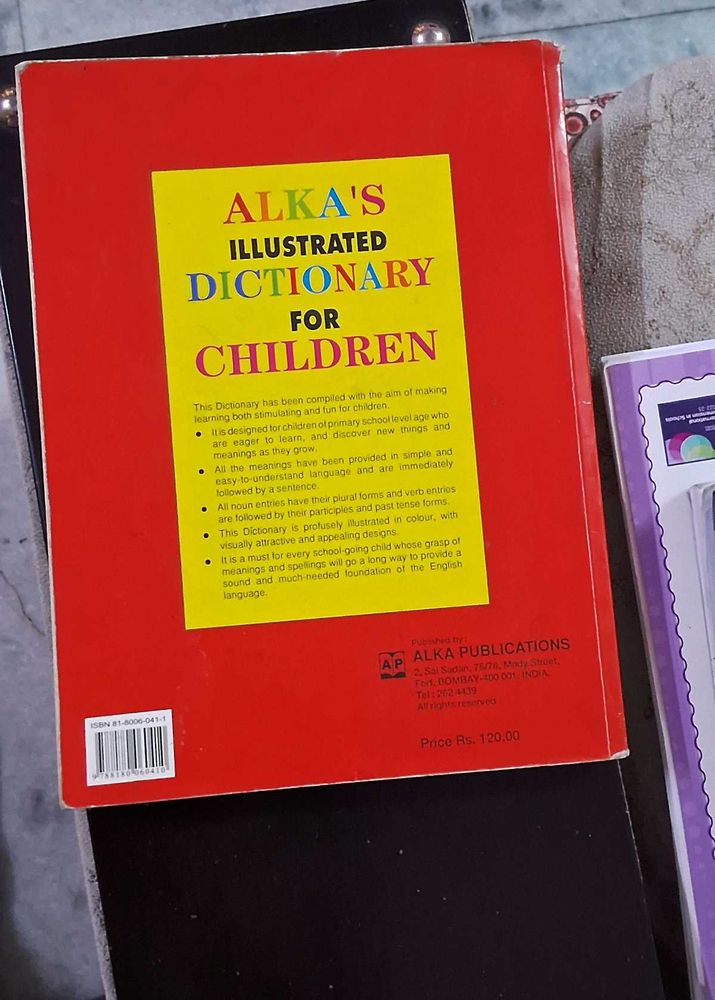 ALKA'S
ILLUSTRATED
DICTIONARY
FOR
CHILDREN
This Dictionary has been compiled with the aim of making
learning both stimulating and fun for children.
• It is designed for children of primary school level age who
are eager to learn, and discover new things and
meanings as they grow.
• All the meanings have been provided in simple and
easy-to-understand language and are immediately
followed by a sentence.
• All noun entries have their plural forms and verb entries
are followed by their participles and past tense forms.
• This Dictionary is profusely illustrated in colour, with
visually attractive and appealing designs.
• It is a must for every school-going child whose grasp of
meanings and spellings will go a long way to provide a
sound and much-needed foundation of the English
language.
Published by:
AP
ALKA PUBLICATIONS
2, Sai Sadan, 76/78, Mody Street,
Fort, BOMBAY-400 001. INDIA.
Tel: 262 4439
All rights reserved
Price Rs. 120.00
ISBN 81-8006-041-1
9 788180 060410
in Schools